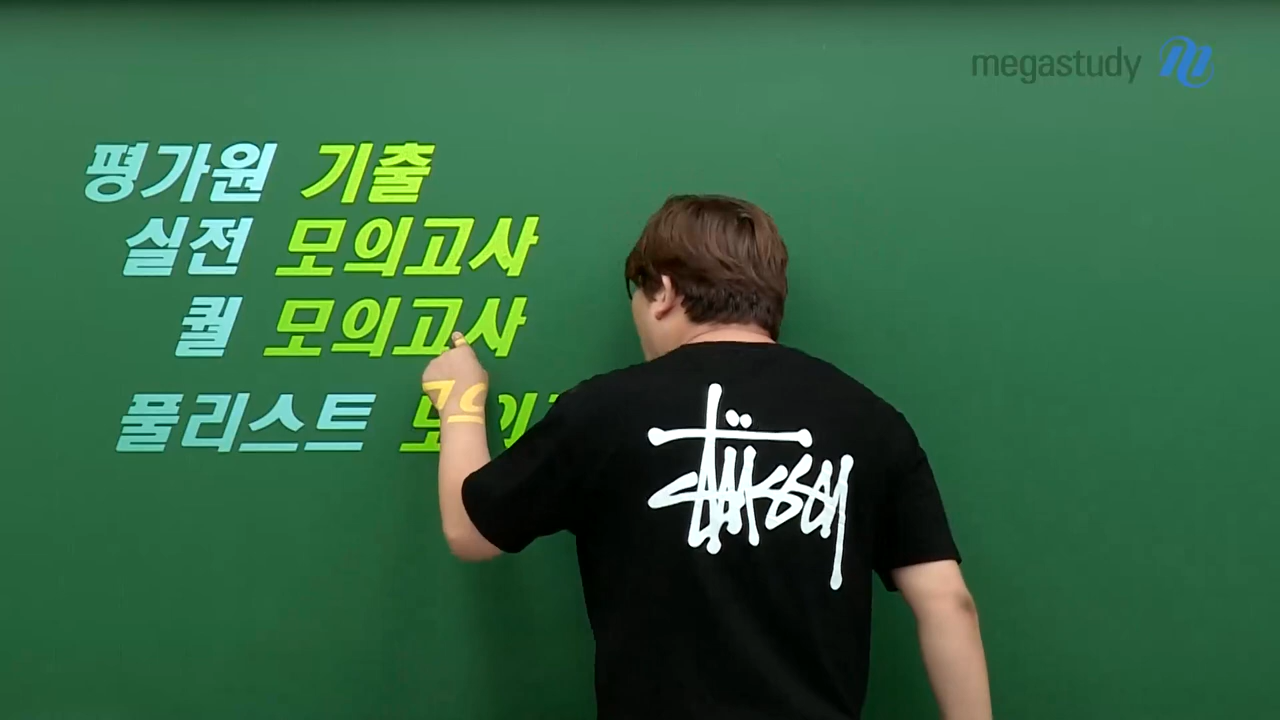 megastudy
평가원 기출
실전 모의고사
퀄 모의고사
풀리스트
Stüssy